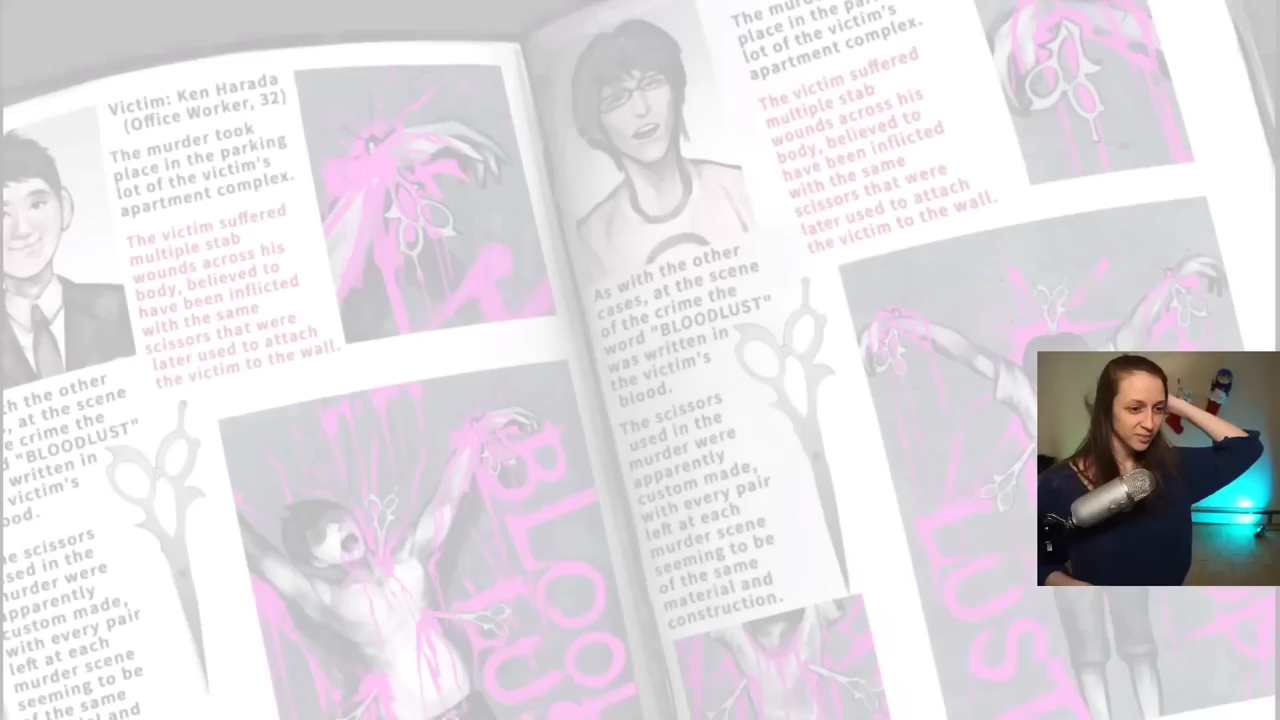 Victim: Ken Harada
(Office Worker, 32)
The murder took
place in the parking
lot of the victim's
apartment complex.
The victim suffered
multiple stab
wounds across his
body, believed to
have been inflicted
with the same
scissors that were
later used to attach
the victim to the wall.
the other
at the scene
crime the
"BLOODLUST"
written in
victim's
scissors
in the
were
apparently
custom made,
with every pair
left at each
murder scene
seeming to be
of the same
and
BLOOD
place in the
lot of the victim's
apartment complex.
The victim suffered
multiple stab
wounds across his
body, believed to
have been inflicted
with the same
scissors that were
later used to attach
the victim to the wall.
As with the other
cases, at the scene
of the crime the
word "BLOODLUST"
was written in
the victim's
blood.
The scissors
used in the
murder were
apparently
custom made,
with every pair
left at each
murder scene
seeming to be
of the same
material and
construction.
LUST